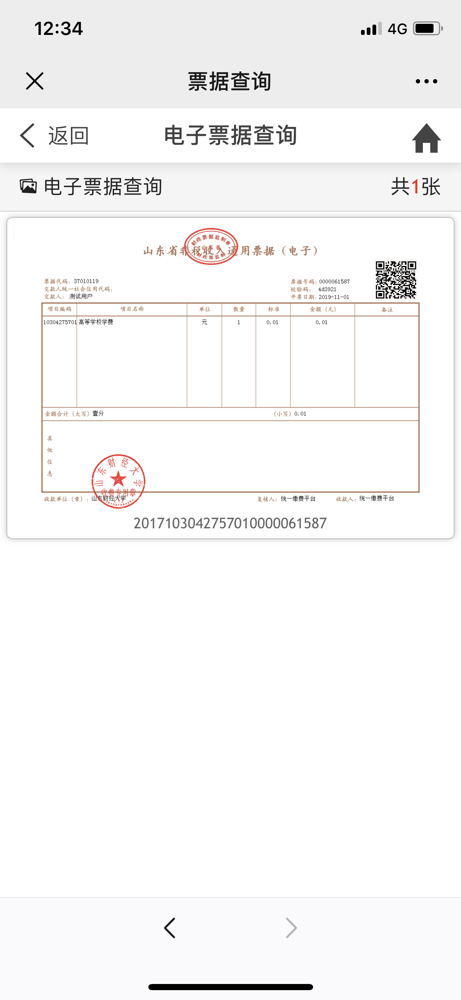 12:34
4G
票据查询
返回
电子票据查询
电子票据查询
共1张
财政票据监制章
山东省
财政部监制
山东省非税收入通用票据（电子）
票据代码：37010119
票据号码：0000061587
交款人统一社会信用代码：
校验码：4d3921
交款人：测试用户
开票日期：2019-11-01
项目编码 项目名称 单位 数量 标准 金额（元） 备注
10304275701 高等学校学费 元 1 0.01 0.01
金额合计（大写）壹分 （小写）0.01
其他信息
山东财经大学
收费专用章
收款单位（章）：山东财经大学
复核人：统一缴费平台
收款人：统一缴费平台
2017103042757010000061587